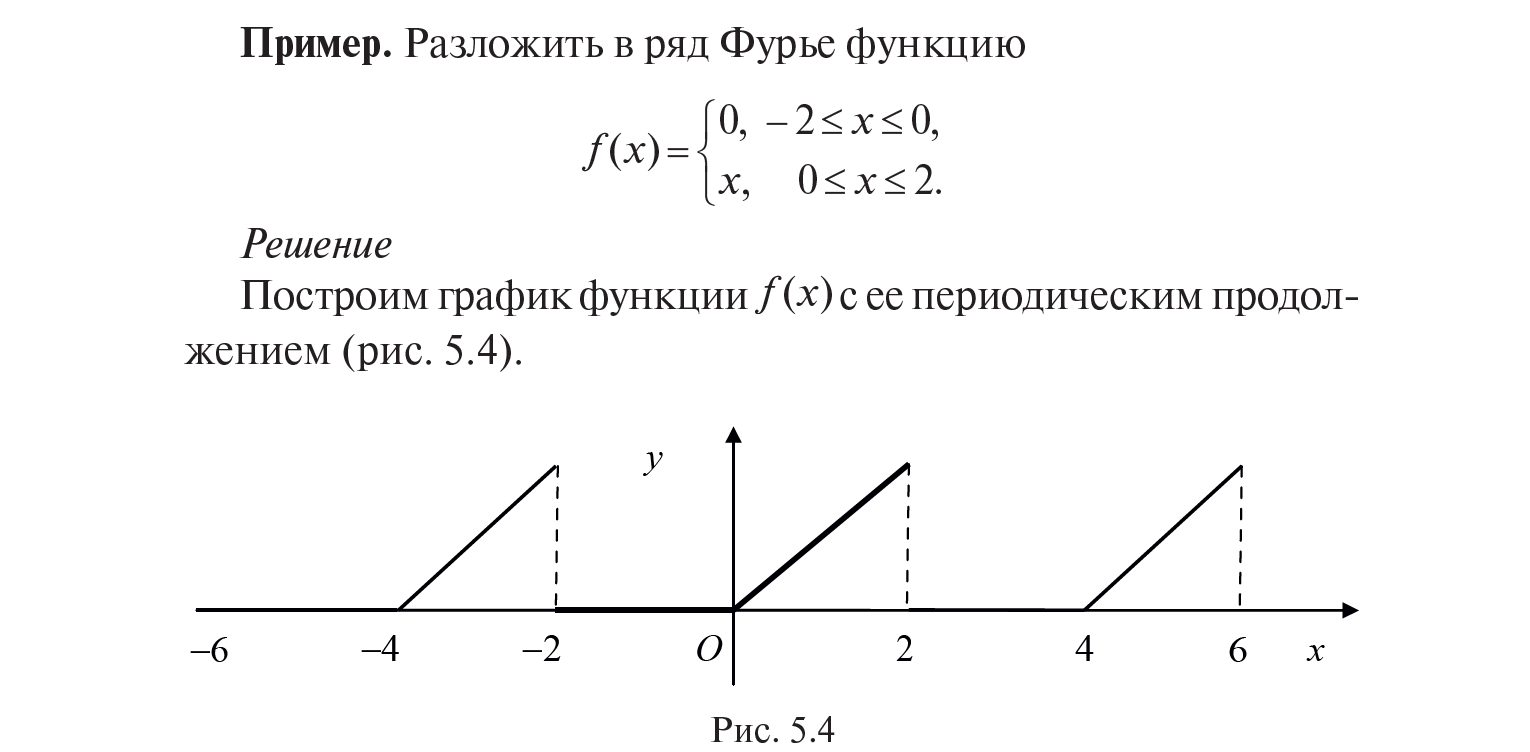 Пример. Разложить в ряд Фурье функцию
f(x) = {0, −2 ≤ x ≤ 0,
x, 0 ≤ x ≤ 2.
Решение
Построим график функции f(x) с ее периодическим продол-
жением (рис. 5.4).
y
−6 −4 −2 O 2 4 6 x
Рис. 5.4